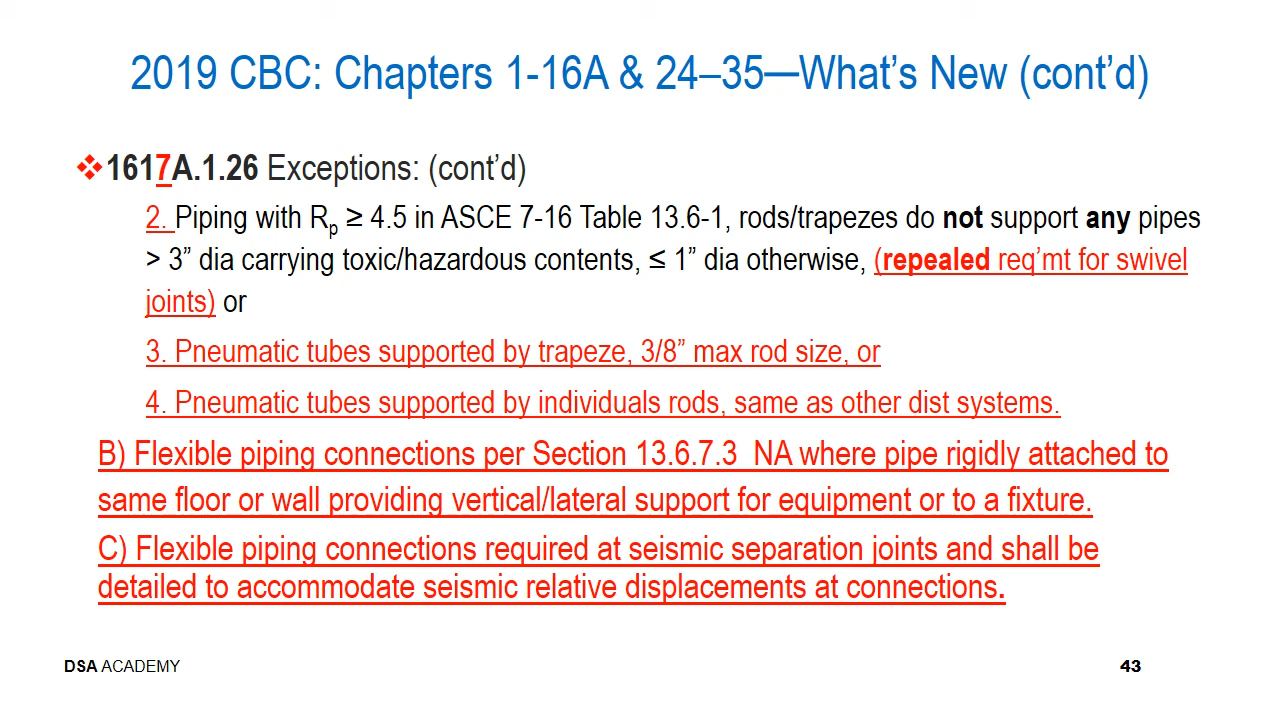 2019 CBC: Chapters 1-16A & 24–35—What’s New (cont’d)
❖1617A.1.26 Exceptions: (cont’d)
2. Piping with Rp ≥ 4.5 in ASCE 7-16 Table 13.6-1, rods/trapezes do not support any pipes
> 3” dia carrying toxic/hazardous contents, ≤ 1” dia otherwise, (repealed req’mt for swivel
joints) or
3. Pneumatic tubes supported by trapeze, 3/8” max rod size, or
4. Pneumatic tubes supported by individuals rods, same as other dist systems.
B) Flexible piping connections per Section 13.6.7.3 NA where pipe rigidly attached to
same floor or wall providing vertical/lateral support for equipment or to a fixture.
C) Flexible piping connections required at seismic separation joints and shall be
detailed to accommodate seismic relative displacements at connections.
DSA ACADEMY
43